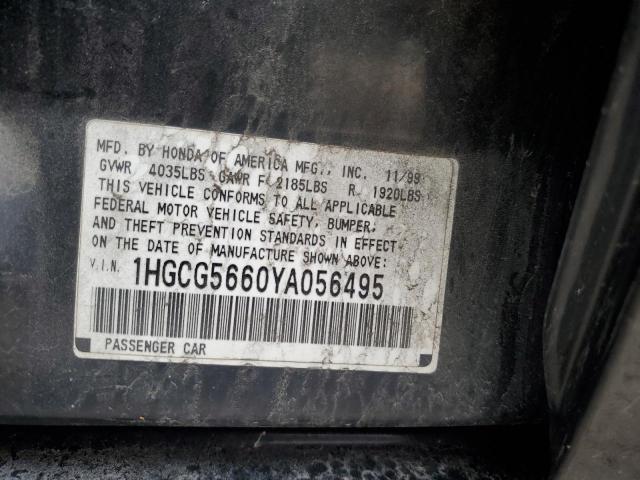 MFD. BY HONDA OF AMERICA MFG., INC. 11/99
GVWR 4035LBS GAWR F 2185LBS R 1920LBS
THIS VEHICLE CONFORMS TO ALL APPLICABLE
FEDERAL MOTOR VEHICLE SAFETY, BUMPER,
AND THEFT PREVENTION STANDARDS IN EFFECT
ON THE DATE OF MANUFACTURE SHOWN ABOVE:
V.I.N. 1HGCG5660YA056495
PASSENGER CAR